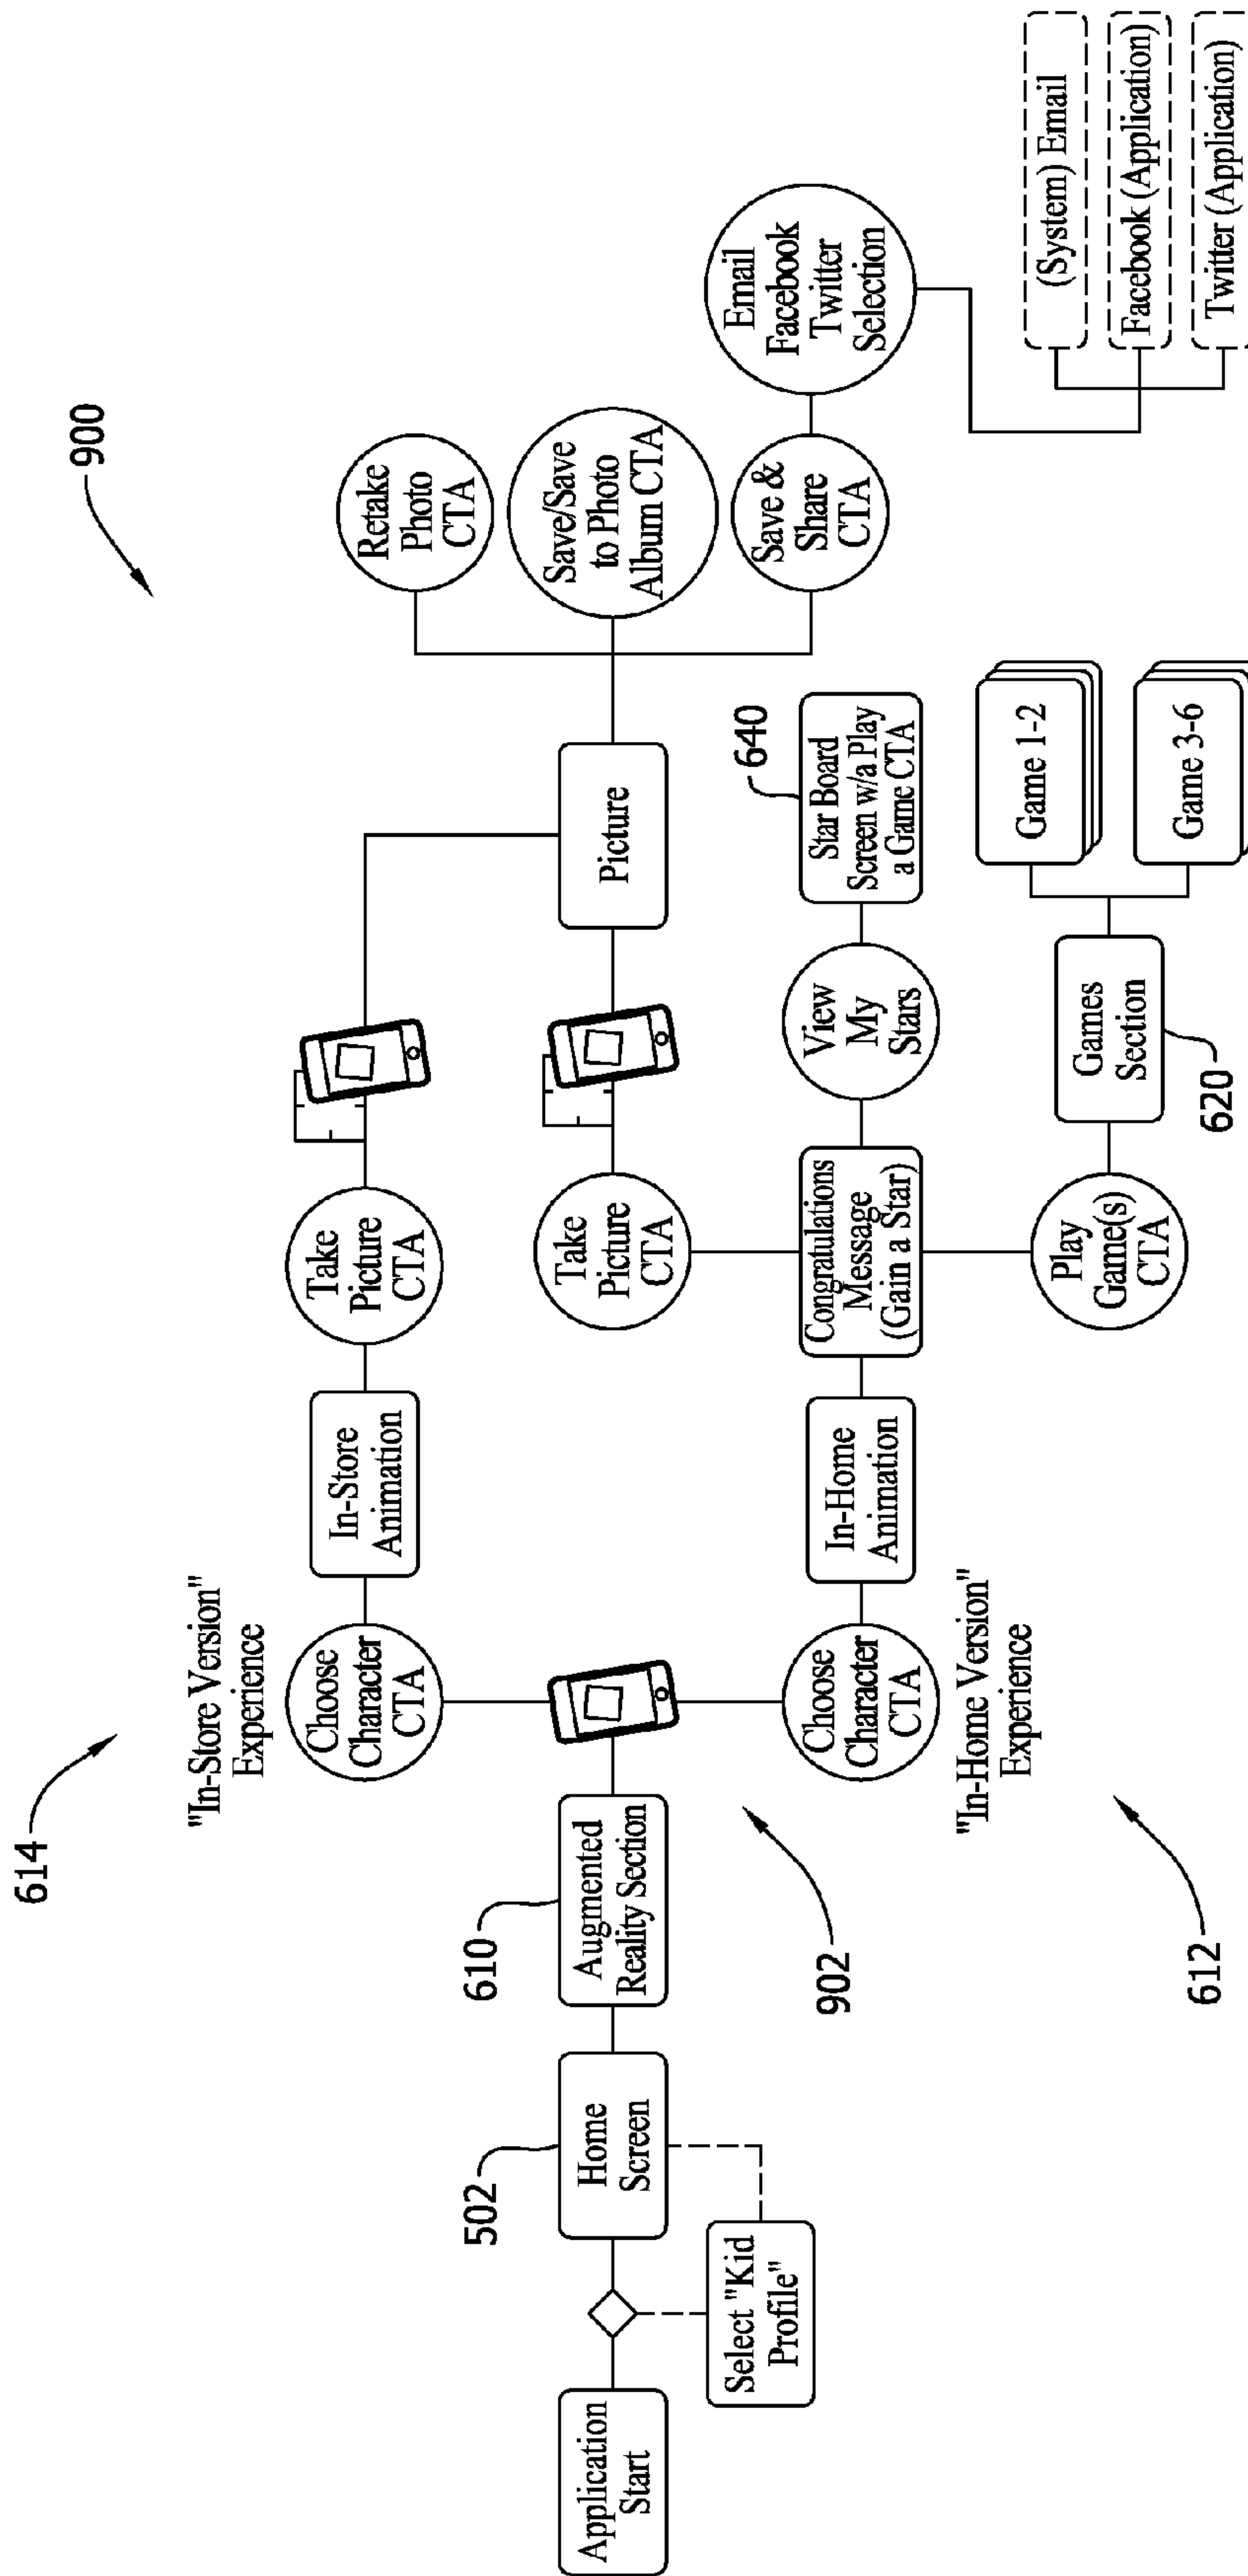 900
614
"In-Store Version"
Experience
Choose
Character
CTA
In-Store
Animation
Take
Picture
CTA
Retake
Photo
CTA
Application
Start
Select "Kid
Profile"
502
Home
Screen
610
Augmented
Reality Section
902
Take
Picture
CTA
Picture
Save/Save
to Photo
Album CTA
Save &
Share
CTA
Email
Facebook
Twitter
Selection
(System) Email
Facebook (Application)
Twitter (Application)
Choose
Character
CTA
"In-Home Version"
Experience
612
In-Home
Animation
Congratulations
Message
(Gain a Star)
View
My
Stars
640
Star Board
Screen w/a Play
a Game CTA
Play
Game(s)
CTA
Games
Section
620
Game 1-2
Game 3-6